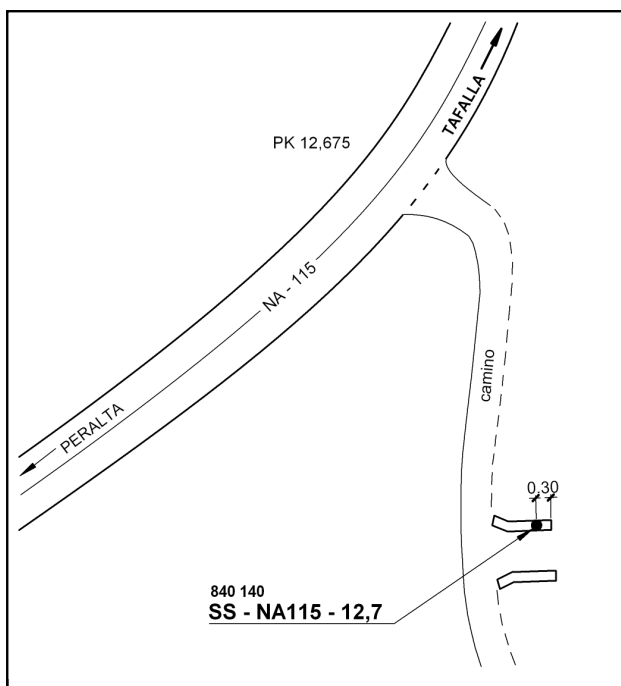 TAFALLA
PK 12,675
NA - 115
PERALTA
camino
0,30
840 140
SS - NA115 - 12,7